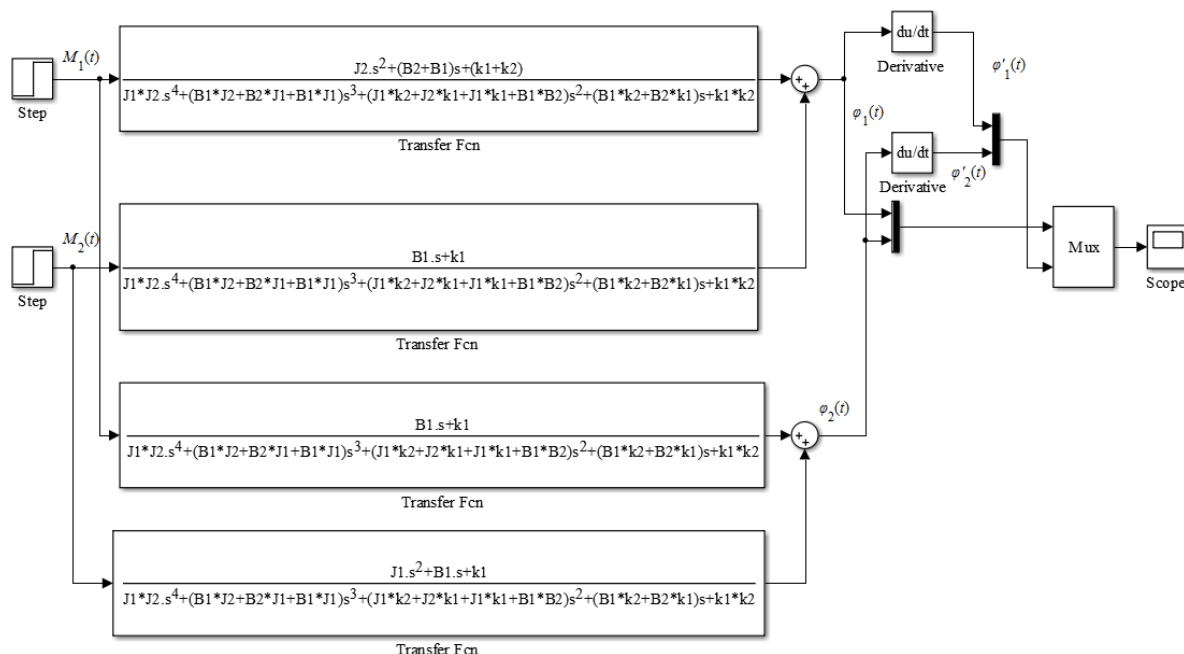 M₁(t)
Step
J2.s²+(B2+B1)s+(k1+k2)
J1*J2.s⁴+(B1*J2+B2*J1+B1*J1)s³+(J1*k2+J2*k1+J1*k1+B1*B2)s²+(B1*k2+B2*k1)s+k1*k2
Transfer Fcn
++
du/dt
Derivative
φ'₁(t)
φ₁(t)
du/dt
Derivative
φ'₂(t)
M₂(t)
Step
B1.s+k1
J1*J2.s⁴+(B1*J2+B2*J1+B1*J1)s³+(J1*k2+J2*k1+J1*k1+B1*B2)s²+(B1*k2+B2*k1)s+k1*k2
Transfer Fcn
Mux
Scope
B1.s+k1
J1*J2.s⁴+(B1*J2+B2*J1+B1*J1)s³+(J1*k2+J2*k1+J1*k1+B1*B2)s²+(B1*k2+B2*k1)s+k1*k2
Transfer Fcn
++
φ₂(t)
J1.s²+B1.s+k1
J1*J2.s⁴+(B1*J2+B2*J1+B1*J1)s³+(J1*k2+J2*k1+J1*k1+B1*B2)s²+(B1*k2+B2*k1)s+k1*k2
Transfer Fcn